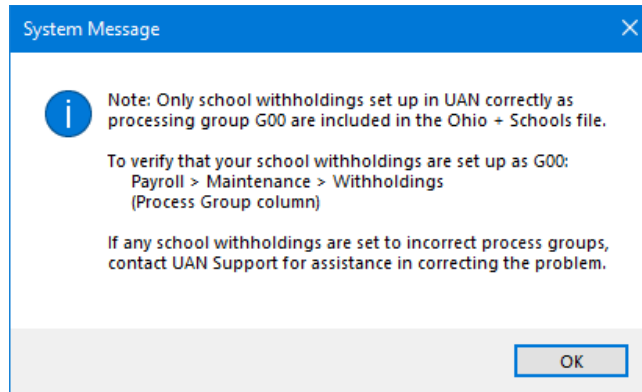 System Message
Note: Only school withholdings set up in UAN correctly as
processing group G00 are included in the Ohio + Schools file.
To verify that your school withholdings are set up as G00:
Payroll > Maintenance > Withholdings
(Process Group column)
If any school withholdings are set to incorrect process groups,
contact UAN Support for assistance in correcting the problem.
OK